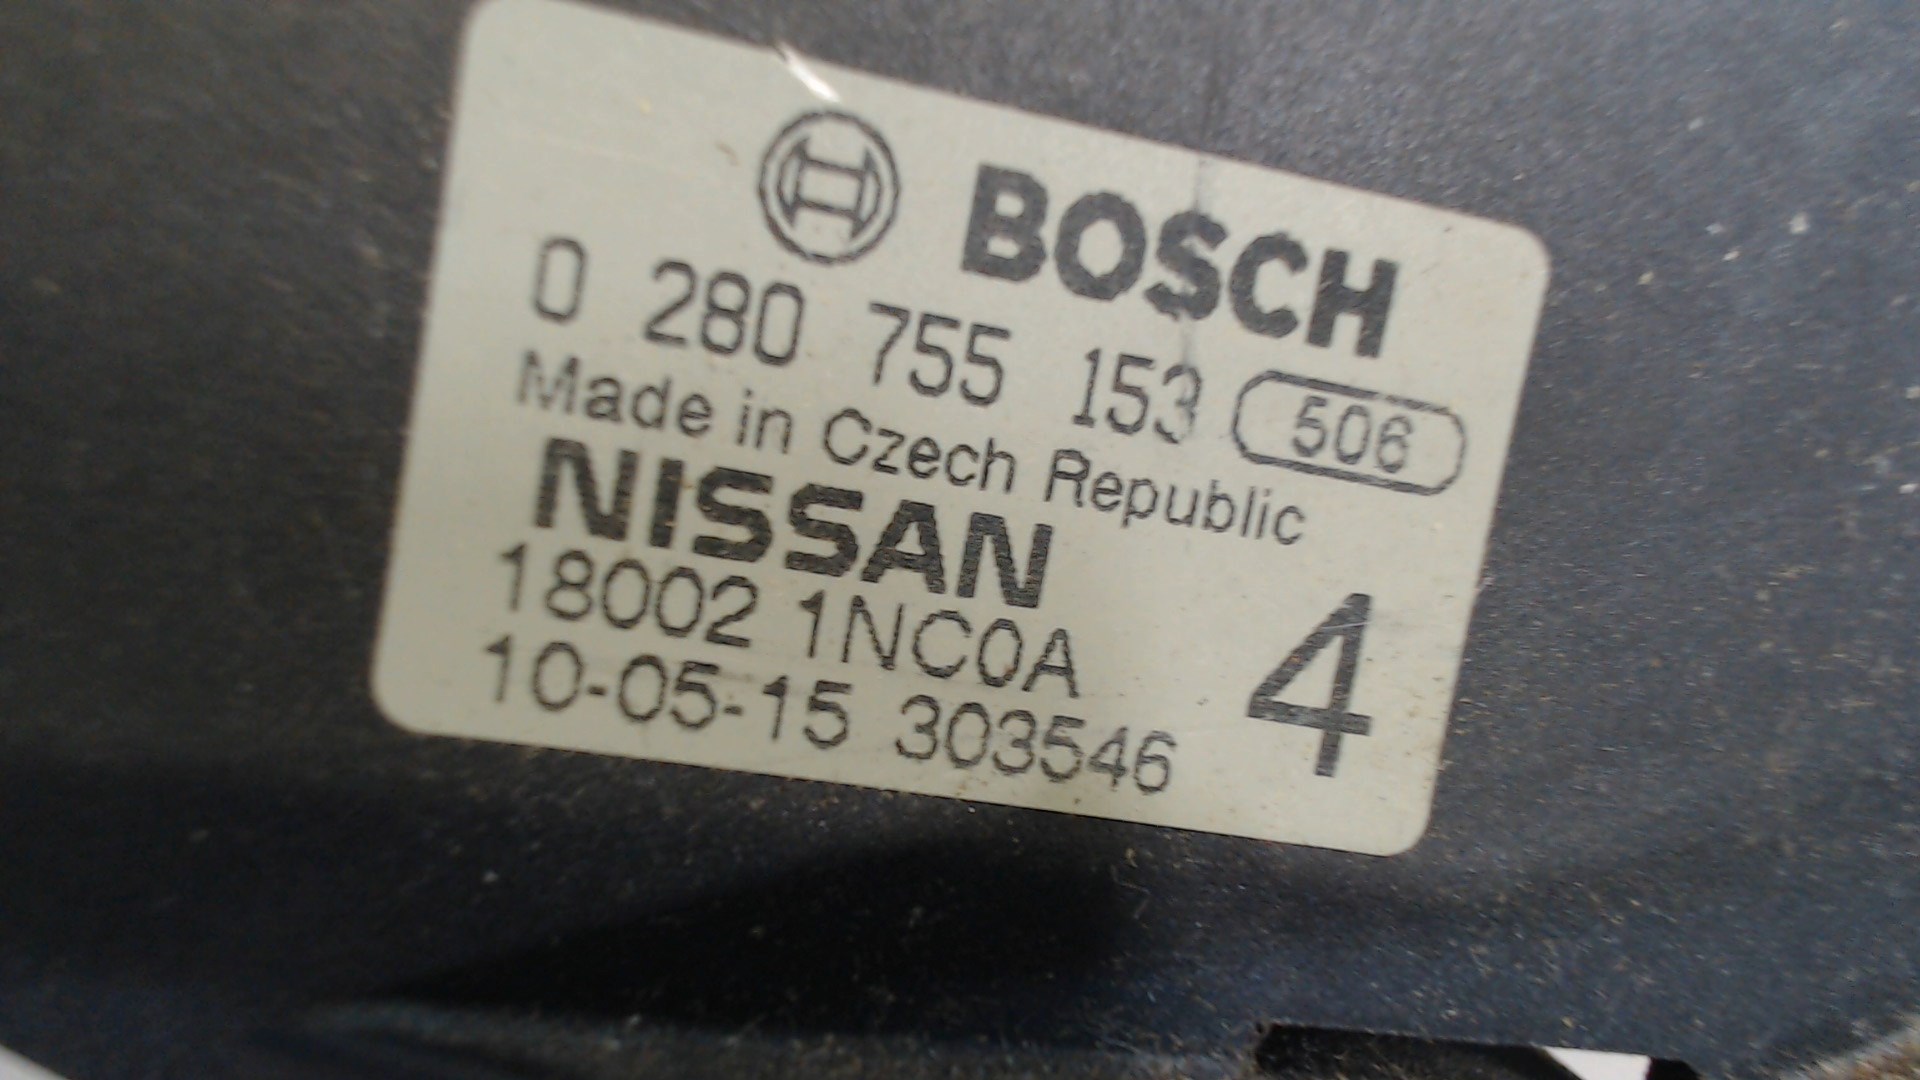 BOSCH
0 280 755 153 506
Made in Czech Republic
NISSAN
18002 1NC0A
10-05-15 303546
4